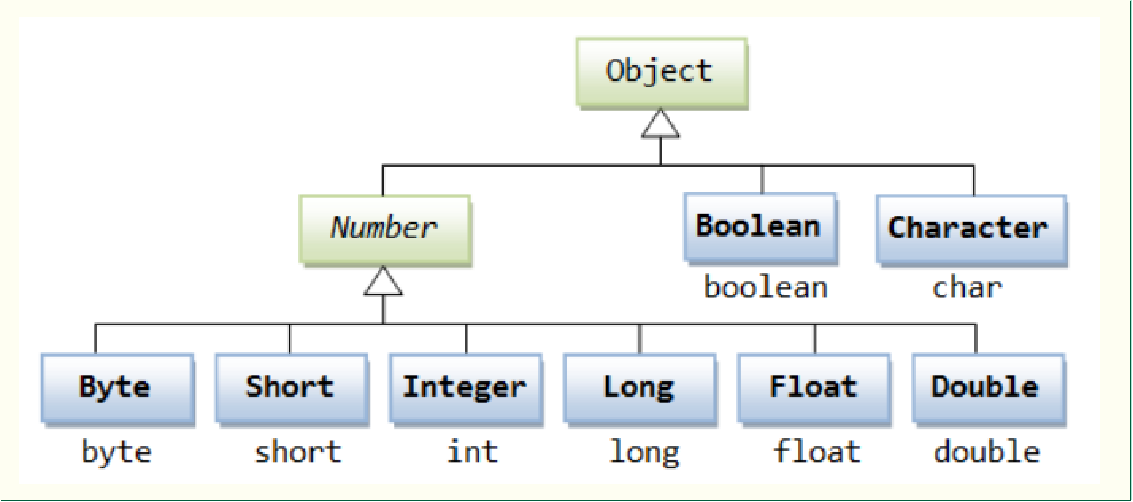 Object
Number
Boolean
Character
boolean
char
Byte
Short
Integer
Long
Float
Double
byte
short
int
long
float
double